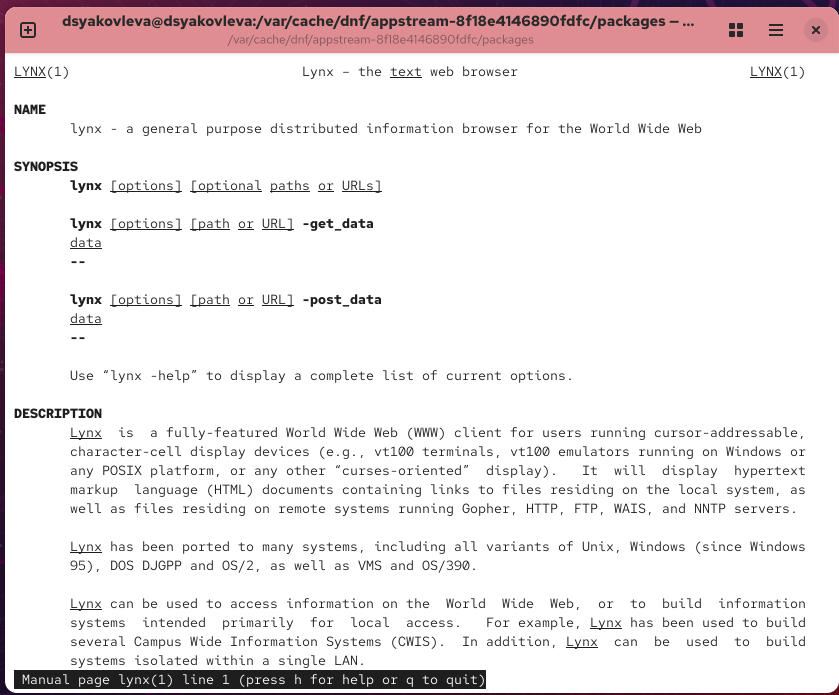 dsyakovleva@dsyakovleva:/var/cache/dnf/appstream-8f18e4146890fdfc/packages — ...
/var/cache/dnf/appstream-8f18e4146890fdfc/packages
LYNX(1) Lynx – the text web browser LYNX(1)
NAME
lynx - a general purpose distributed information browser for the World Wide Web
SYNOPSIS
lynx [options] [optional paths or URLs]
lynx [options] [path or URL] -get_data
data
--
lynx [options] [path or URL] -post_data
data
--
Use “lynx -help” to display a complete list of current options.
DESCRIPTION
Lynx is a fully-featured World Wide Web (WWW) client for users running cursor-addressable,
character-cell display devices (e.g., vt100 terminals, vt100 emulators running on Windows or
any POSIX platform, or any other “curses-oriented” display). It will display hypertext
markup language (HTML) documents containing links to files residing on the local system, as
well as files residing on remote systems running Gopher, HTTP, FTP, WAIS, and NNTP servers.
Lynx has been ported to many systems, including all variants of Unix, Windows (since Windows
95), DOS DJGPP and OS/2, as well as VMS and OS/390.
Lynx can be used to access information on the World Wide Web, or to build information
systems intended primarily for local access. For example, Lynx has been used to build
several Campus Wide Information Systems (CWIS). In addition, Lynx can be used to build
systems isolated within a single LAN.
Manual page lynx(1) line 1 (press h for help or q to quit)